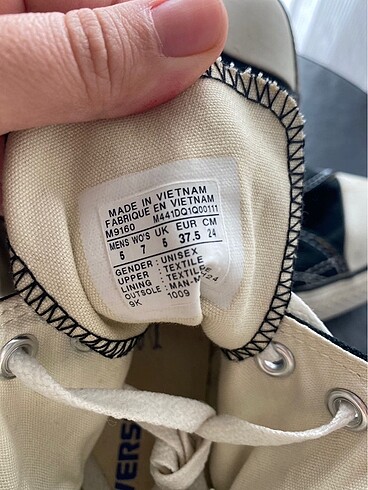 MADE IN VIETNAM
FABRIQUE EN VIETNAM
M9160 M441DQ1Q00111
MENS WO'S UK EUR CM
5 7 5 37.5 24
GENDER : UNISEX
UPPER : TEXTILE
LINING : TEXTILE
OUTSOLE : MAN-M
9K 1009
VERS